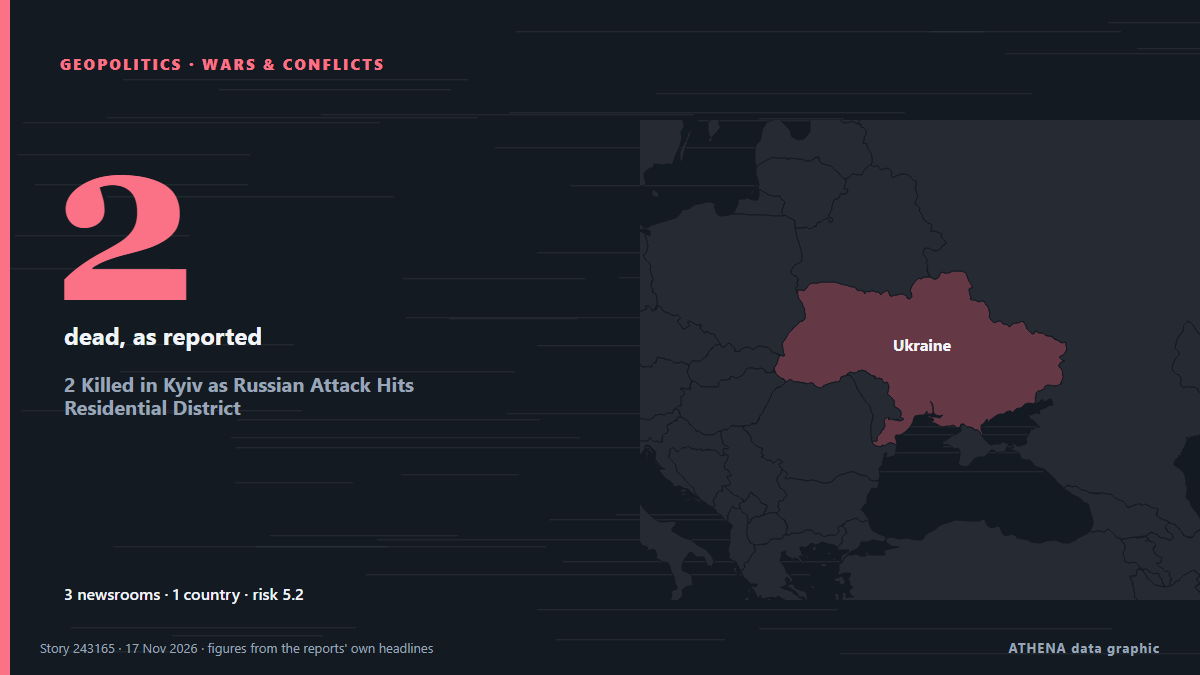 GEOPOLITICS · WARS & CONFLICTS
2
dead, as reported
2 Killed in Kyiv as Russian Attack Hits
Residential District
Ukraine
3 newsrooms · 1 country · risk 5.2
Story 243165 · 17 Nov 2026 · figures from the reports' own headlines
ATHENA data graphic